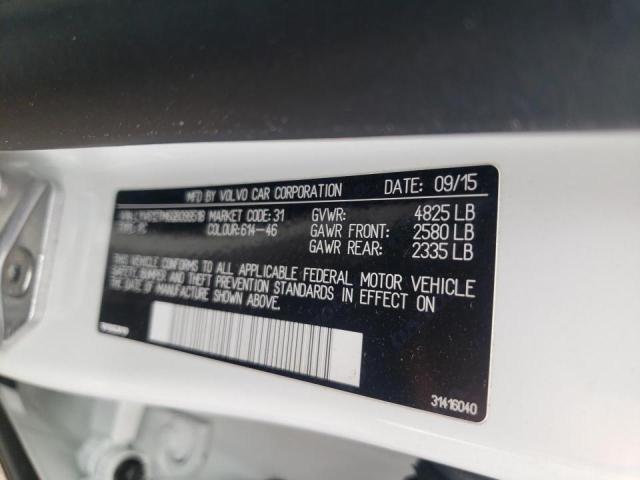 MFD BY VOLVO CAR CORPORATION DATE: 09/15
MARKET CODE: 31 GVWR: 4825 LB
TYPE: PC COLOUR: 614-46 GAWR FRONT: 2580 LB
GAWR REAR: 2335 LB
THIS VEHICLE CONFORMS TO ALL APPLICABLE FEDERAL MOTOR VEHICLE
SAFETY, BUMPER AND THEFT PREVENTION STANDARDS IN EFFECT ON
THE DATE OF MANUFACTURE SHOWN ABOVE.
31416040